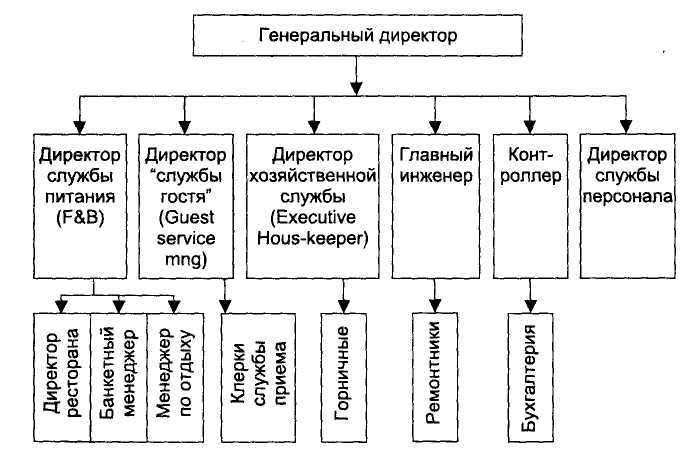 Генеральный директор
Директор
службы
питания
(F&B)
Директор
“службы
гостя”
(Guest
service
mng)
Директор
хозяйственной
службы
(Executive
Hous-keeper)
Главный
инженер
Конт-
роллер
Директор
службы
персонала
Директор
ресторана
Банкетный
менеджер
Менеджер
по отдыху
Клерки
службы
приема
Горничные
Ремонтники
Бухгалтерия